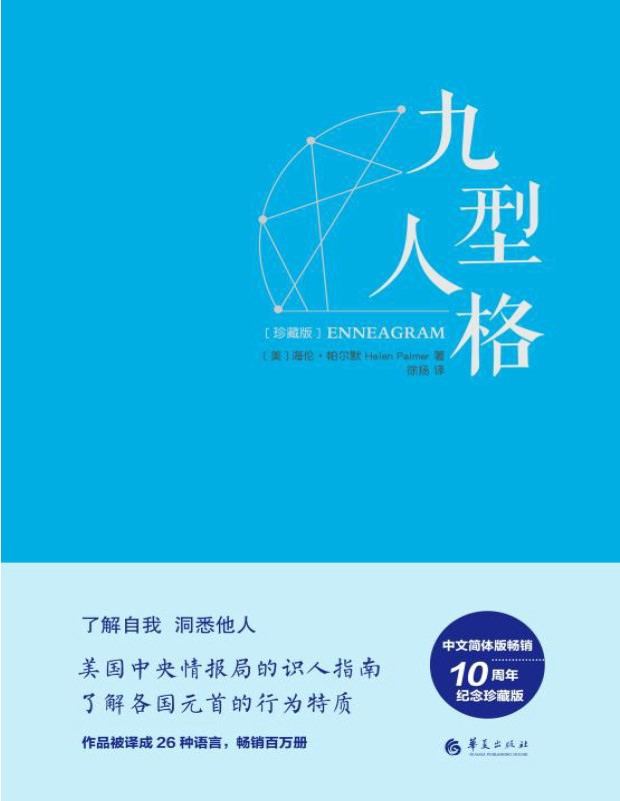 九型人格
[珍藏版] ENNEAGRAM
[美]海伦·帕尔默 Helen Palmer 著
徐扬 译
了解自我 洞悉他人
美国中央情报局的识人指南
了解各国元首的行为特质
作品被译成26种语言，畅销百万册
中文简体版畅销
10周年
纪念珍藏版
华夏出版社
HUAXIA PUBLISHING HOUSE